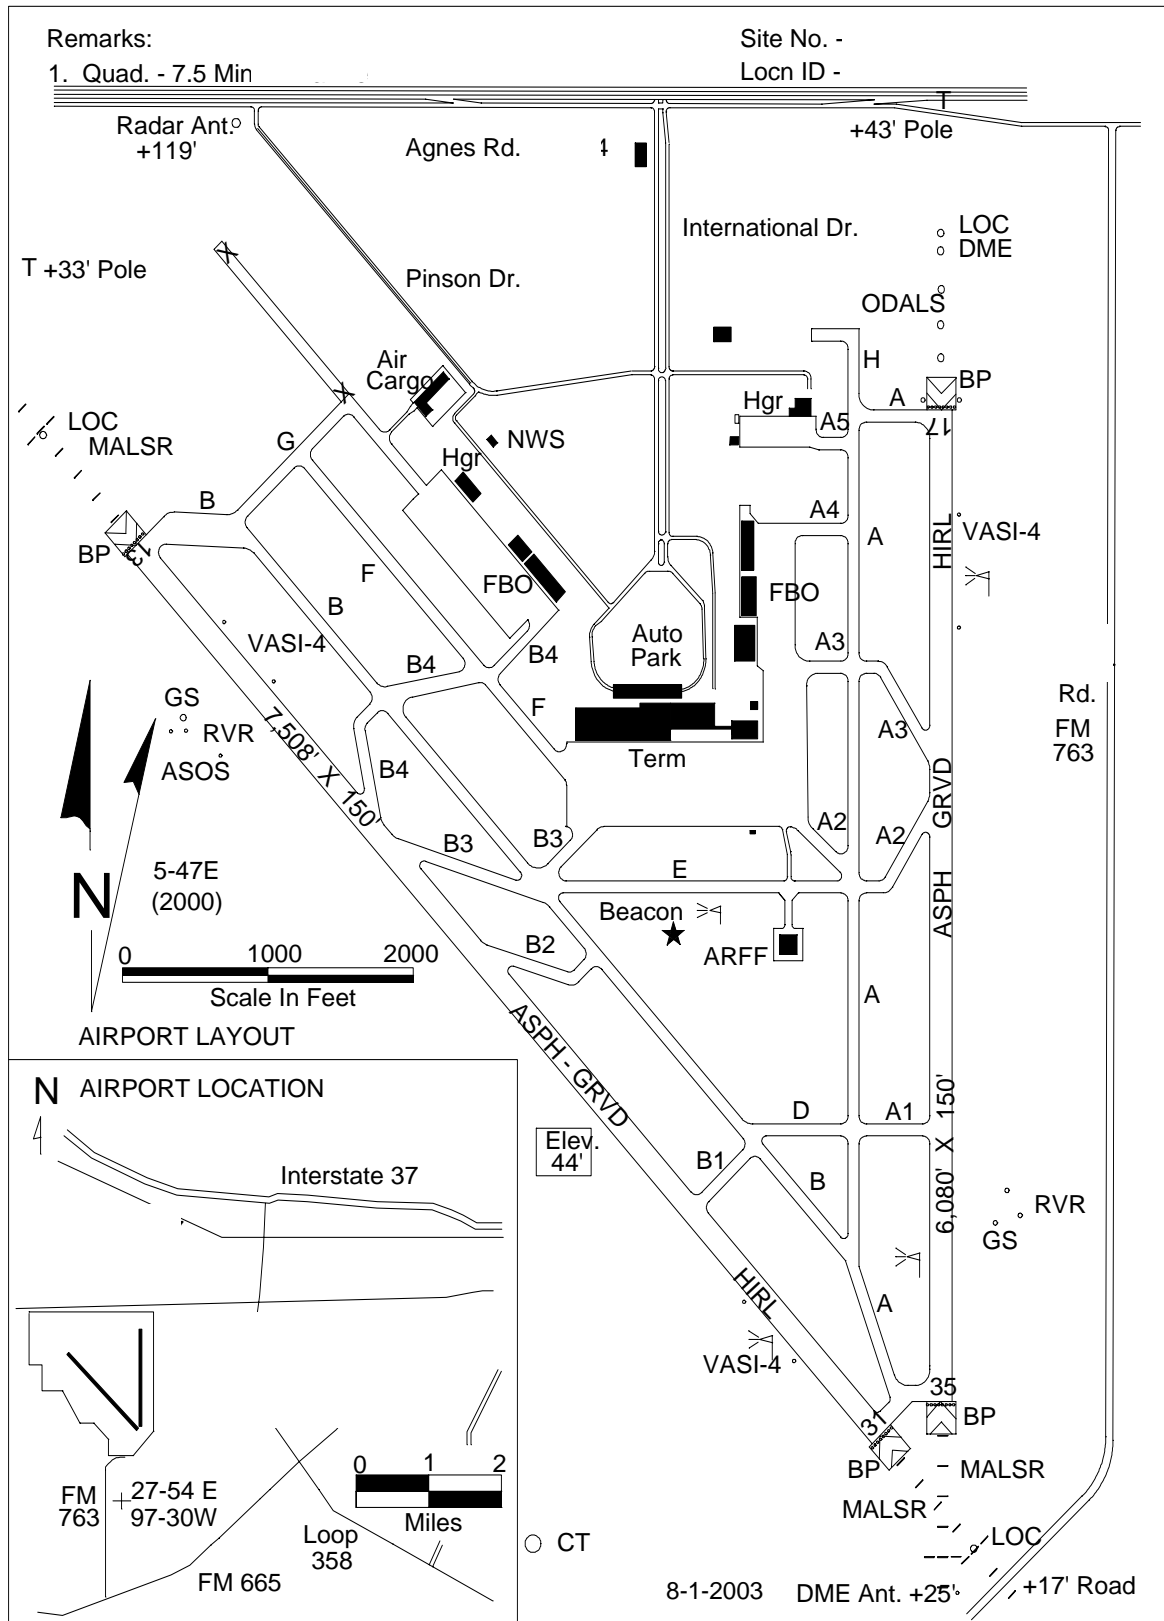 Remarks:
Site No. -
1. Quad. - 7.5 Min
Locn ID -
T
Radar Ant.
+119'
Agnes Rd.
+43' Pole
International Dr.
LOC
DME
T +33' Pole
Pinson Dr.
ODALS
X
X
H
Air
Cargo
BP
A
Hgr
LOC
MALSR
G
A5
17
NWS
Hgr
B
A4
A
HIRL
VASI-4
BP
13
F
FBO
FBO
B
VASI-4
Auto
Park
A3
B4
B4
GS
RVR
ASOS
F
Rd.
FM
763
7,508' X 150'
B4
Term
A3
GRVD
B3
B3
A2
A2
5-47E
(2000)
N
E
ASPH
Beacon
ARFF
B2
0 1000 2000
Scale In Feet
A
AIRPORT LAYOUT
ASPH - GRVD
N AIRPORT LOCATION
D
A1
6,080' X 150'
Elev.
44'
B1
B
Interstate 37
RVR
GS
HIRL
A
VASI-4
35
31
BP
BP
0 1 2
Miles
MALSR
MALSR
FM
763
27-54 E
97-30W
Loop
358
CT
LOC
FM 665
8-1-2003
DME Ant. +25'
+17' Road